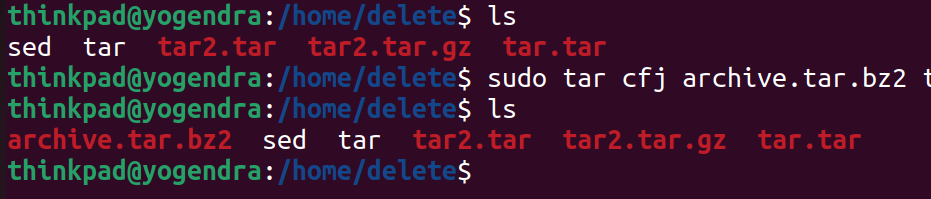 thinkpad@yogendra:/home/delete$ ls
sed tar tar2.tar tar2.tar.gz tar.tar
thinkpad@yogendra:/home/delete$ sudo tar cfj archive.tar.bz2
thinkpad@yogendra:/home/delete$ ls
archive.tar.bz2 sed tar tar2.tar tar2.tar.gz tar.tar
thinkpad@yogendra:/home/delete$